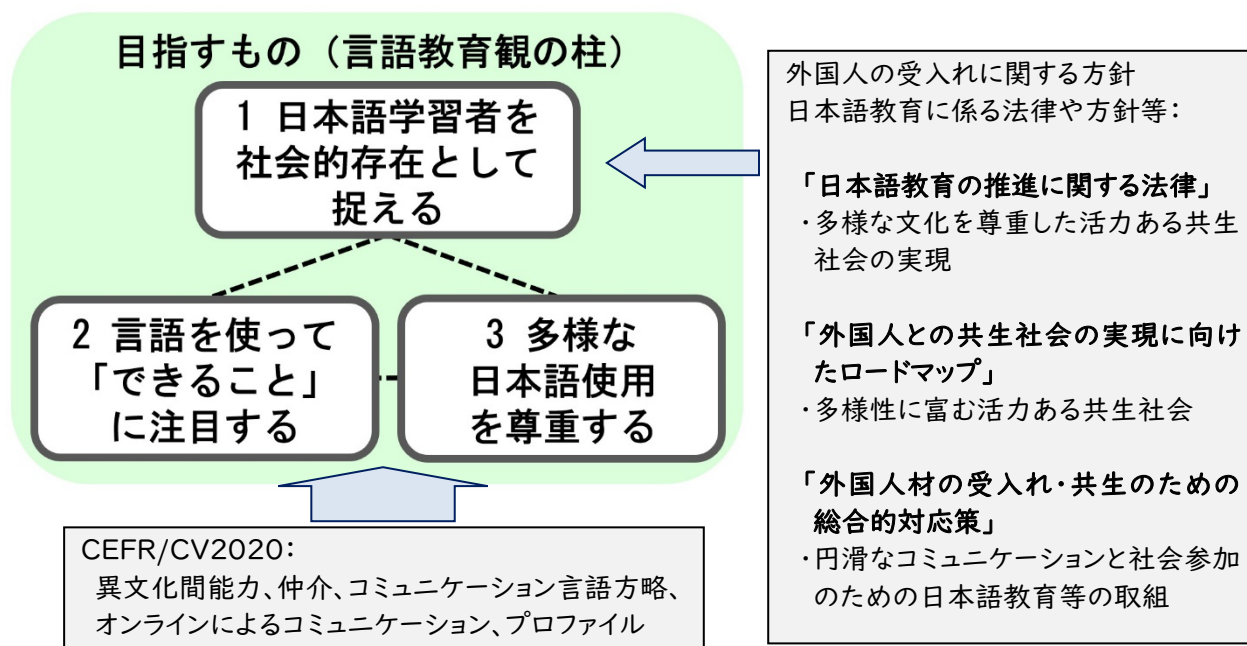 目指すもの（言語教育観の柱）
1 日本語学習者を
社会的存在として
捉える
2 言語を使って
「できること」
に注目する
3 多様な
日本語使用
を尊重する
CEFR/CV2020：
異文化間能力、仲介、コミュニケーション言語方略、
オンラインによるコミュニケーション、プロファイル
外国人の受入れに関する方針
日本語教育に係る法律や方針等：
「日本語教育の推進に関する法律」
・多様な文化を尊重した活力ある共生
社会の実現
「外国人との共生社会の実現に向け
たロードマップ」
・多様性に富む活力ある共生社会
「外国人材の受入れ・共生のための
総合的対応策」
・円滑なコミュニケーションと社会参加
のための日本語教育等の取組